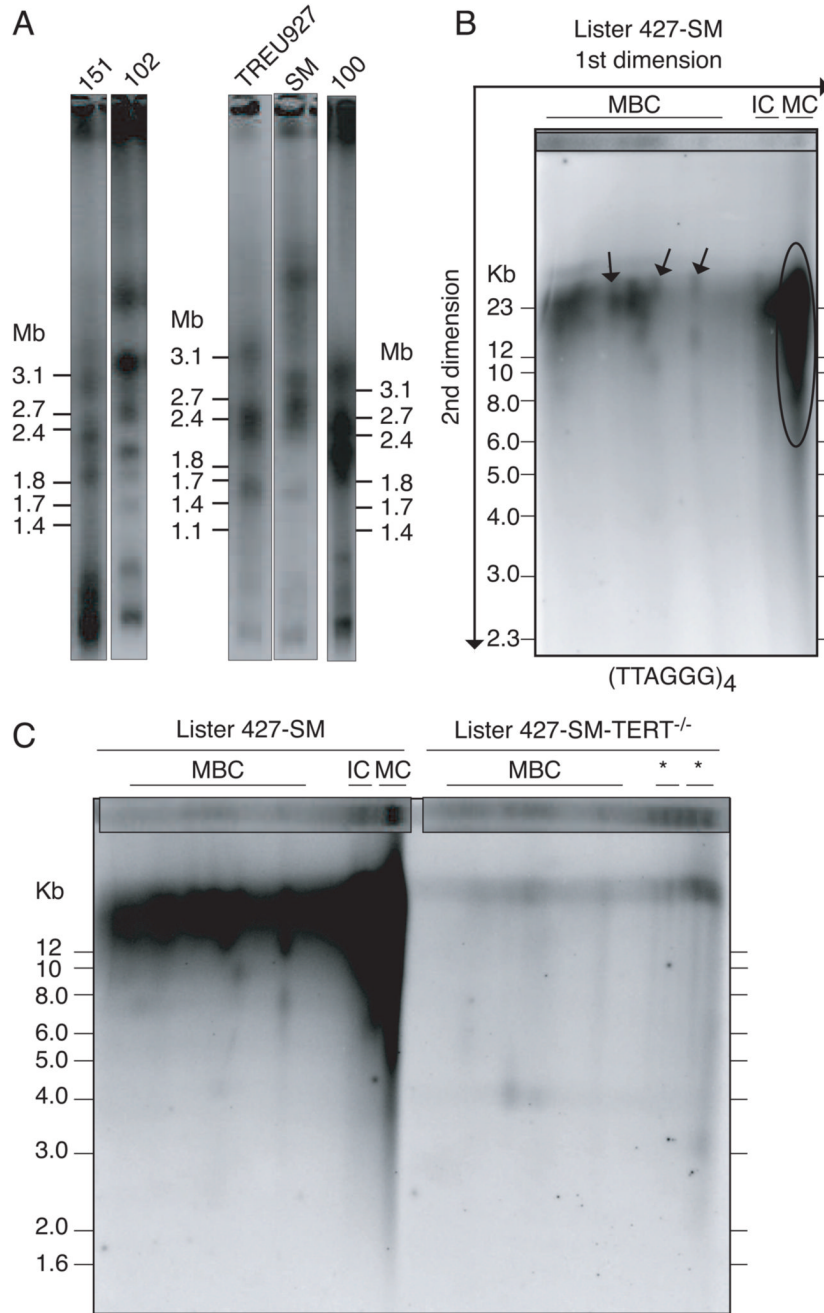 A
151
102
TREU927
SM
100
Mb
3.1
2.7
2.4
1.8
1.7
1.4
Mb
3.1
2.7
2.4
1.8
1.7
1.4
1.1
Mb
3.1
2.7
2.4
1.8
1.7
1.4
B
Lister 427-SM
1st dimension
MBC IC MC
2nd dimension
Kb
23
12
10
8.0
6.0
5.0
4.0
3.0
2.3
(TTAGGG)4
C
Lister 427-SM Lister 427-SM-TERT-/-
MBC IC MC MBC * *
Kb
12
10
8.0
6.0
5.0
4.0
3.0
2.0
1.6